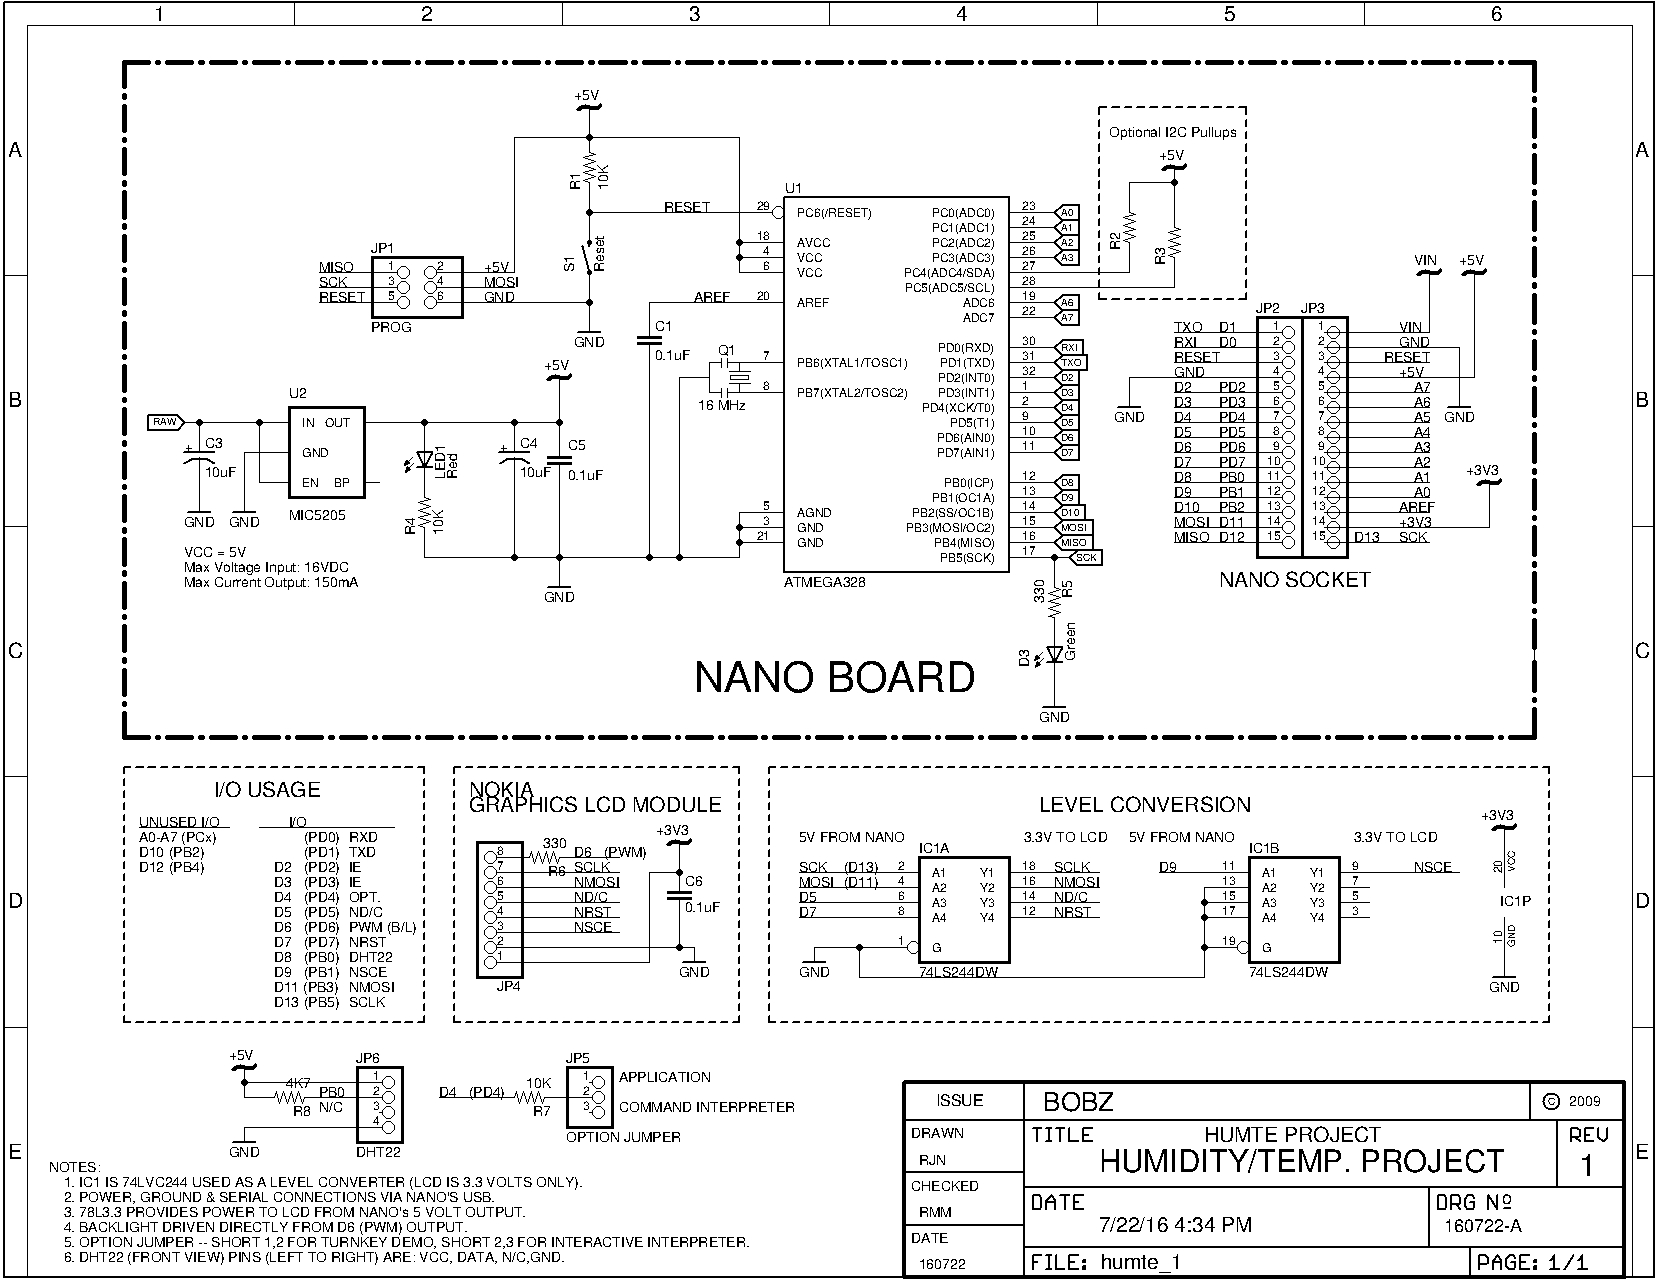 1 2 3 4 5 6
A A
B B
C C
D D
E E
+5V
R1 10K
RESET
S1 Reset
GND
JP1
MISO 1 2 +5V
SCK 3 4 MOSI
RESET 5 6 GND
PROG
AREF
C1
0.1uF
Q1
16 MHz
U1
29 PC6(/RESET)
18 AVCC
4 VCC
6 VCC
20 AREF
7 PB6(XTAL1/TOSC1)
8 PB7(XTAL2/TOSC2)
5 AGND
3 GND
21 GND
PC0(ADC0) 23 A0
PC1(ADC1) 24 A1
PC2(ADC2) 25 A2
PC3(ADC3) 26 A3
PC4(ADC4/SDA) 27
PC5(ADC5/SCL) 28
ADC6 19 A6
ADC7 22 A7
PD0(RXD) 30 RXI
PD1(TXD) 31 TXO
PD2(INT0) 32 D2
PD3(INT1) 1 D3
PD4(XCK/T0) 2 D4
PD5(T1) 9 D5
PD6(AIN0) 10 D6
PD7(AIN1) 11 D7
PB0(ICP) 12 D8
PB1(OC1A) 13 D9
PB2(SS/OC1B) 14 D10
PB3(MOSI/OC2) 15 MOSI
PB4(MISO) 16 MISO
PB5(SCK) 17 SCK
ATMEGA328
330 R5
D3 Green
GND
Optional I2C Pullups
+5V
R2
R3
VIN +5V
JP2 JP3
TXO D1 1 1 VIN
RXI D0 2 2 GND
RESET 3 3 RESET
GND 4 4 +5V
D2 PD2 5 5 A7
D3 PD3 6 6 A6
D4 PD4 7 7 A5
D5 PD5 8 8 A4
D6 PD6 9 9 A3
D7 PD7 10 10 A2
D8 PB0 11 11 A1
D9 PB1 12 12 A0
D10 PB2 13 13 AREF
MOSI D11 14 14 +3V3
MISO D12 15 15 D13 SCK
GND
GND
+3V3
NANO SOCKET
RAW
C3
10uF
GND
GND
U2
IN OUT
GND
EN BP
MIC5205
+5V
LED1 Red
R4 10K
C4
10uF
C5
0.1uF
GND
VCC = 5V
Max Voltage Input: 16VDC
Max Current Output: 150mA
NANO BOARD
I/O USAGE
UNUSED I/O
A0-A7 (PCx)
D10 (PB2)
D12 (PB4)
I/O
(PD0) RXD
(PD1) TXD
D2 (PD2) IE
D3 (PD3) IE
D4 (PD4) OPT.
D5 (PD5) ND/C
D6 (PD6) PWM (B/L)
D7 (PD7) NRST
D8 (PB0) DHT22
D9 (PB1) NSCE
D11 (PB3) NMOSI
D13 (PB5) SCLK
NOKIA
GRAPHICS LCD MODULE
+3V3
8 330 R6 D6 (PWM)
7 SCLK
6 NMOSI
5 ND/C
4 NRST
3 NSCE
2
1
JP4
C6
0.1uF
GND
LEVEL CONVERSION
5V FROM NANO 3.3V TO LCD
IC1A
SCK (D13) 2 A1 Y1 18 SCLK
MOSI (D11) 4 A2 Y2 16 NMOSI
D5 6 A3 Y3 14 ND/C
D7 8 A4 Y4 12 NRST
1 G
GND
74LS244DW
5V FROM NANO 3.3V TO LCD
IC1B
D9 11 A1 Y1 9 NSCE
13 A2 Y2 7
15 A3 Y3 5
17 A4 Y4 3
19 G
74LS244DW
+3V3
20 VCC
IC1P
10 GND
GND
+5V
4K7
R8
PB0
N/C
GND
JP6
1
2
3
4
DHT22
D4 (PD4)
10K
R7
JP5
1 APPLICATION
2
3 COMMAND INTERPRETER
OPTION JUMPER
NOTES:
1. IC1 IS 74LVC244 USED AS A LEVEL CONVERTER (LCD IS 3.3 VOLTS ONLY).
2. POWER, GROUND & SERIAL CONNECTIONS VIA NANO'S USB.
3. 78L3.3 PROVIDES POWER TO LCD FROM NANO's 5 VOLT OUTPUT.
4. BACKLIGHT DRIVEN DIRECTLY FROM D6 (PWM) OUTPUT.
5. OPTION JUMPER -- SHORT 1,2 FOR TURNKEY DEMO, SHORT 2,3 FOR INTERACTIVE INTERPRETER.
6. DHT22 (FRONT VIEW) PINS (LEFT TO RIGHT) ARE: VCC, DATA, N/C,GND.
ISSUE BOBZ © 2009
DRAWN
RJN
CHECKED
RMM
DATE
160722
TITLE
HUMTE PROJECT
HUMIDITY/TEMP. PROJECT
REV
1
DATE
7/22/16 4:34 PM
DRG Nº
160722-A
FILE: humte_1
PAGE: 1/1
1 2 3 4 5 6